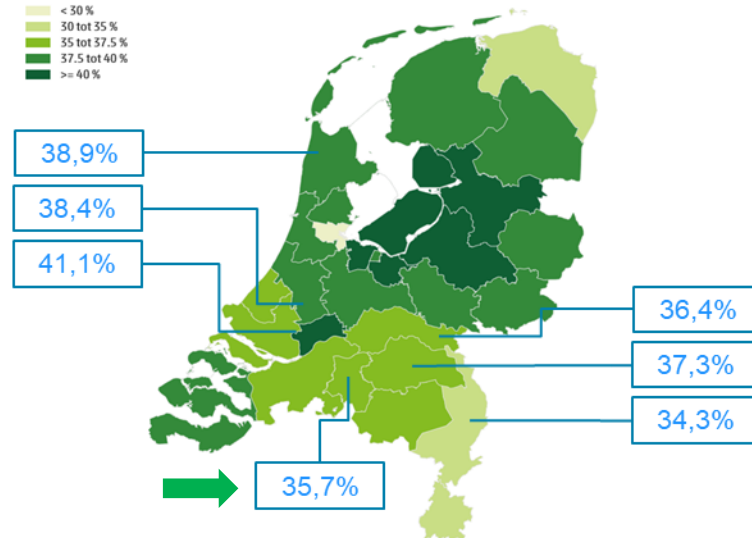 < 30 %
30 tot 35 %
35 tot 37.5 %
37.5 tot 40 %
>= 40 %
38,9%
38,4%
41,1%
36,4%
37,3%
34,3%
35,7%